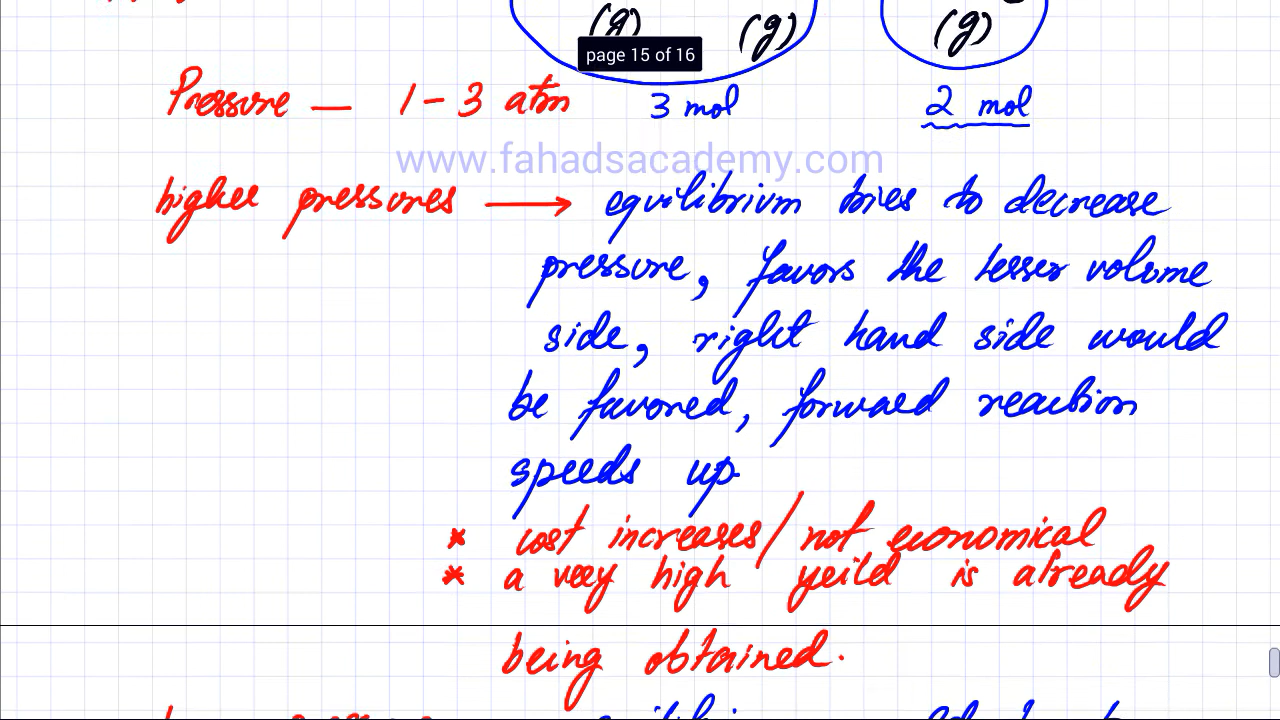 (g) (g) (g)
page 15 of 16
Pressure — 1-3 atm 3 mol 2 mol
www.fahadsacademy.com
higher pressures → equilibrium tries to decrease
pressure, favors the lesser volume
side, right hand side would
be favored, forward reaction
speeds up.
* cost increases/not economical
* a very high yeild is already
being obtained.